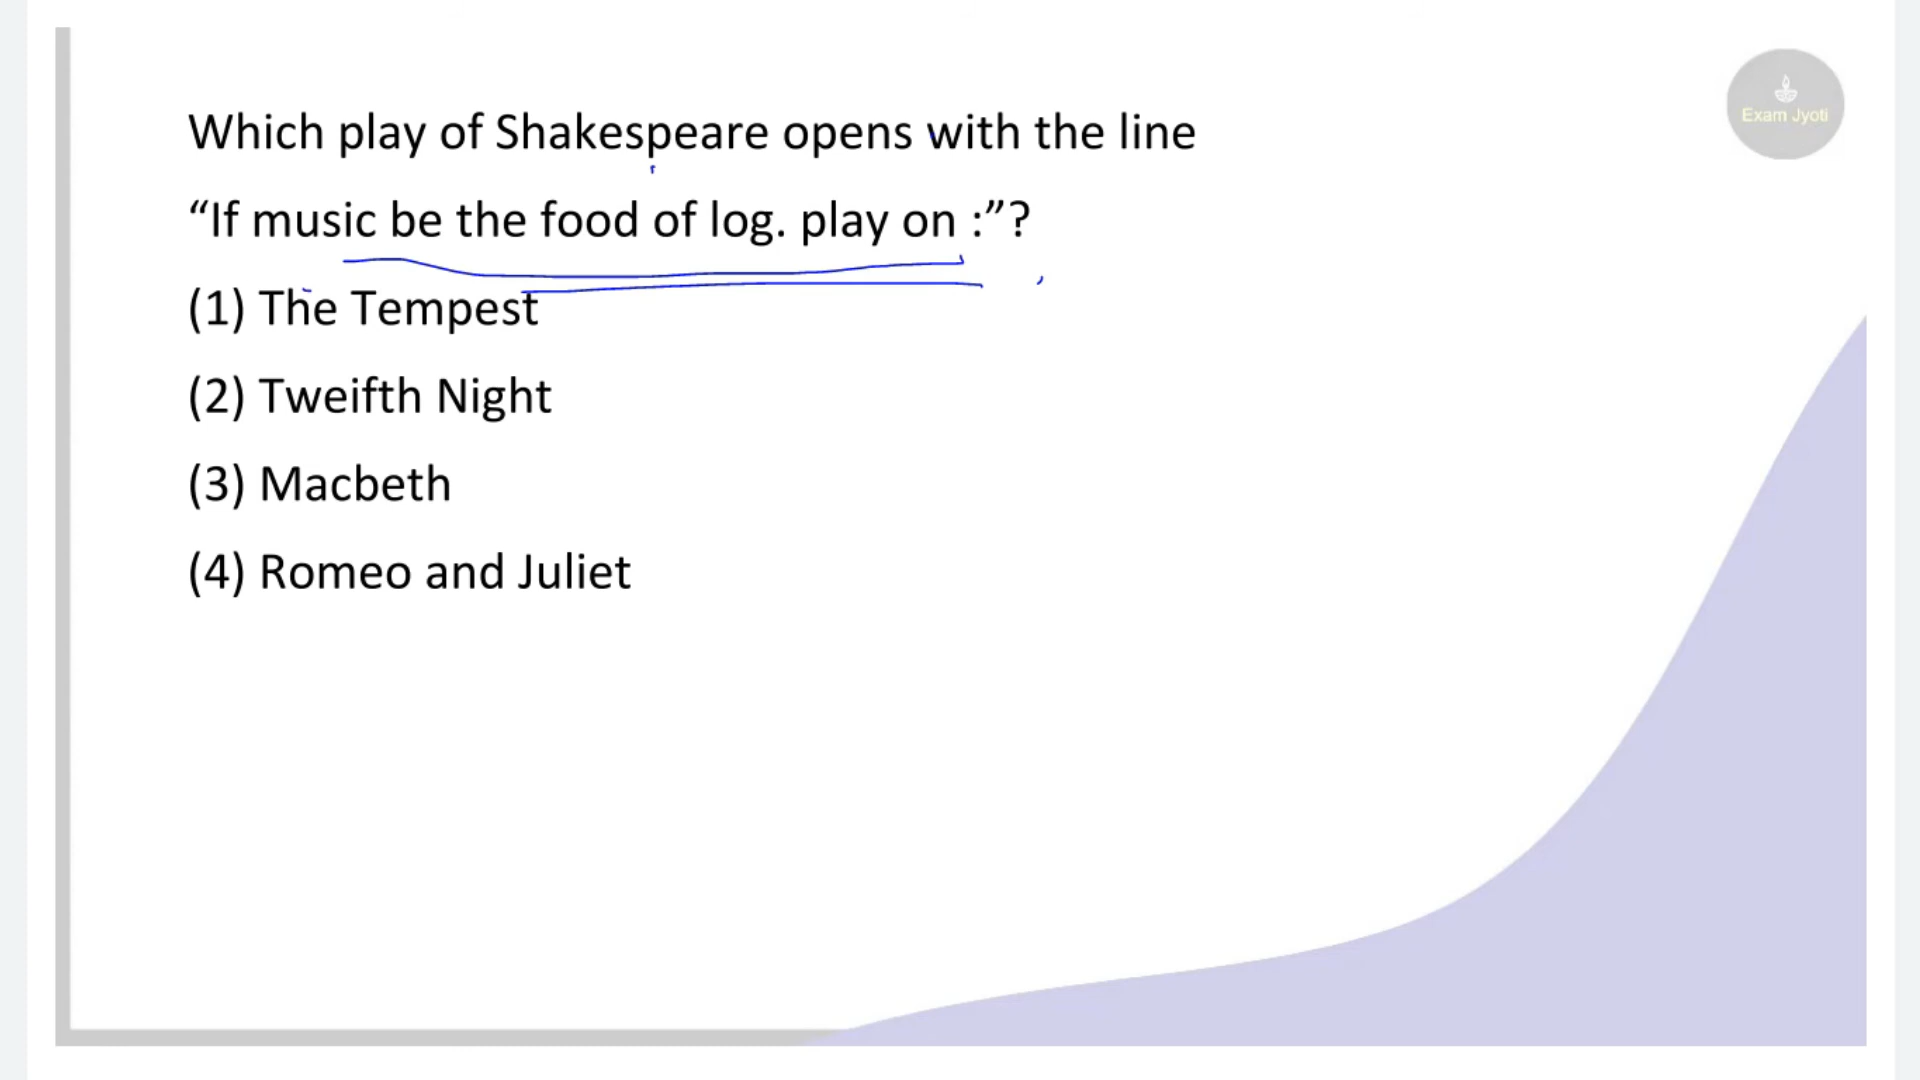 Exam Jyoti
Which play of Shakespeare opens with the line
“If music be the food of log. play on :”?
(1) The Tempest
(2) Tweifth Night
(3) Macbeth
(4) Romeo and Juliet